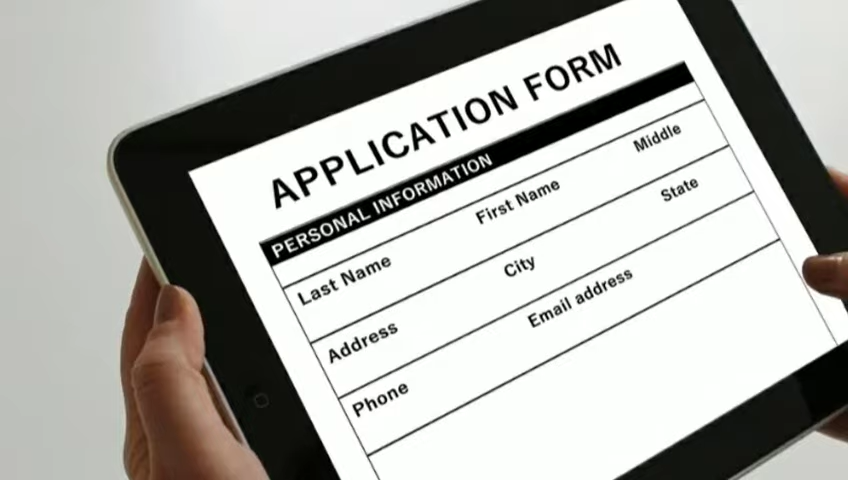 APPLICATION FORM
PERSONAL INFORMATION
Last Name First Name Middle
Address City State
Phone Email address